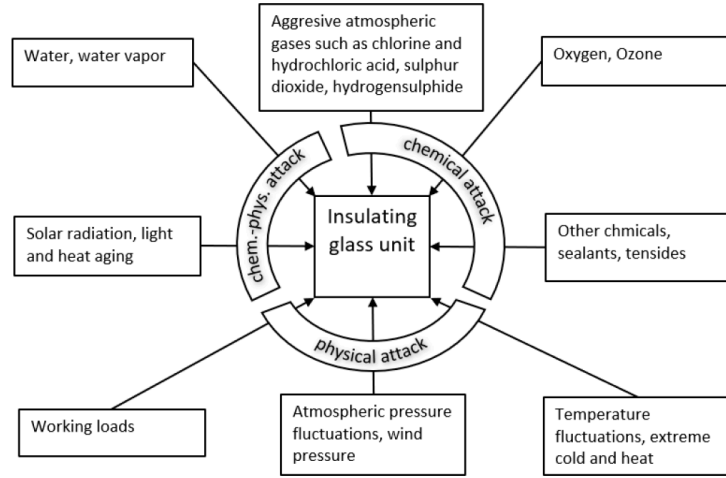 Aggresive atmospheric
gases such as chlorine and
hydrochloric acid, sulphur
dioxide, hydrogensulphide
Water, water vapor
Oxygen, Ozone
chem.-phys. attack
chemical attack
Insulating
glass unit
Solar radiation, light
and heat aging
Other chmicals,
sealants, tensides
physical attack
Working loads
Atmospheric pressure
fluctuations, wind
pressure
Temperature
fluctuations, extreme
cold and heat